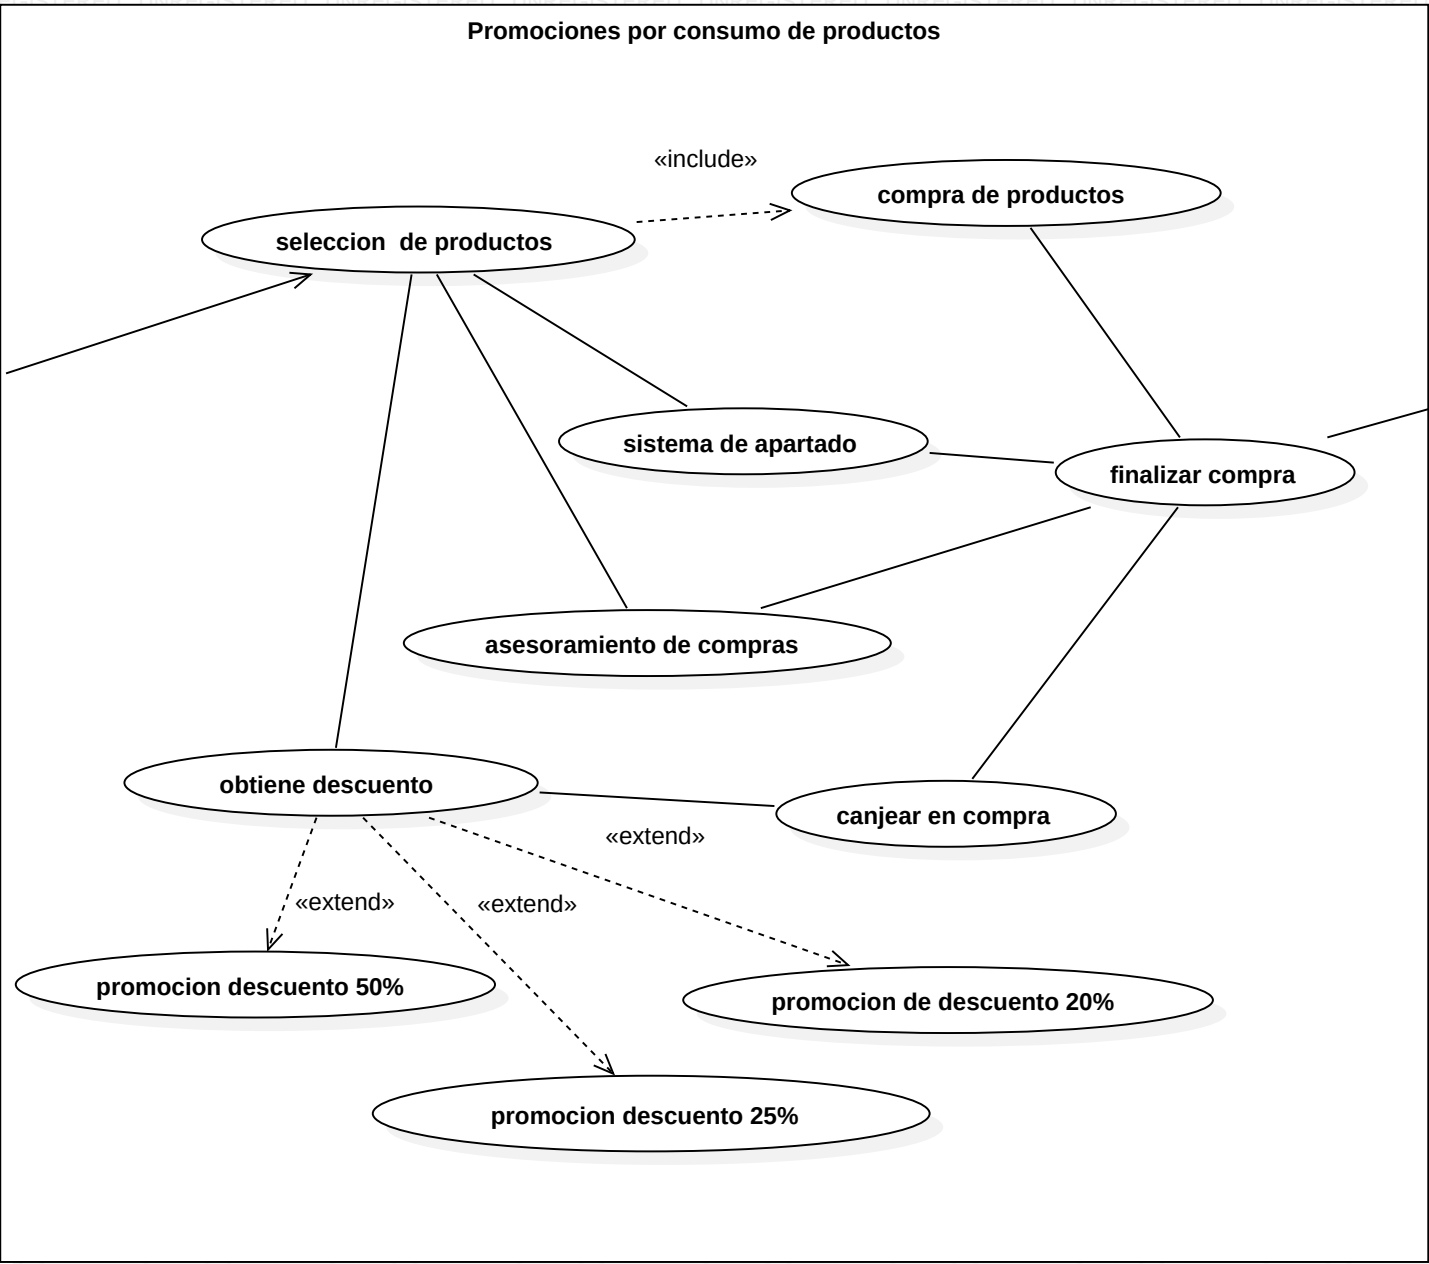 Promociones por consumo de productos
«include»
compra de productos
seleccion  de productos
sistema de apartado
finalizar compra
asesoramiento de compras
obtiene descuento
canjear en compra
«extend»
«extend»
«extend»
promocion descuento 50%
promocion de descuento 20%
promocion descuento 25%